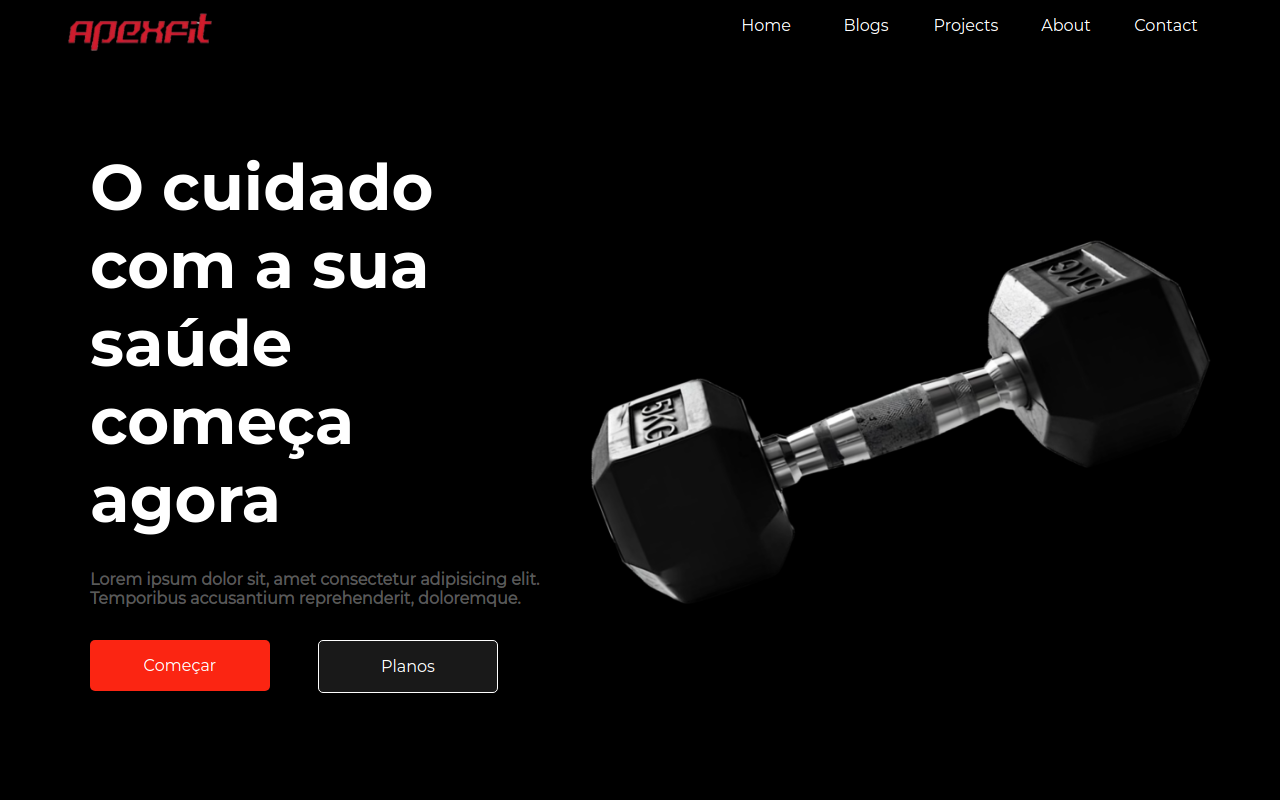 apexfit
Home Blogs Projects About Contact
O cuidado
com a sua
saúde
começa
agora
5KG
5KG
Lorem ipsum dolor sit, amet consectetur adipisicing elit.
Temporibus accusantium reprehenderit, doloremque.
Começar Planos